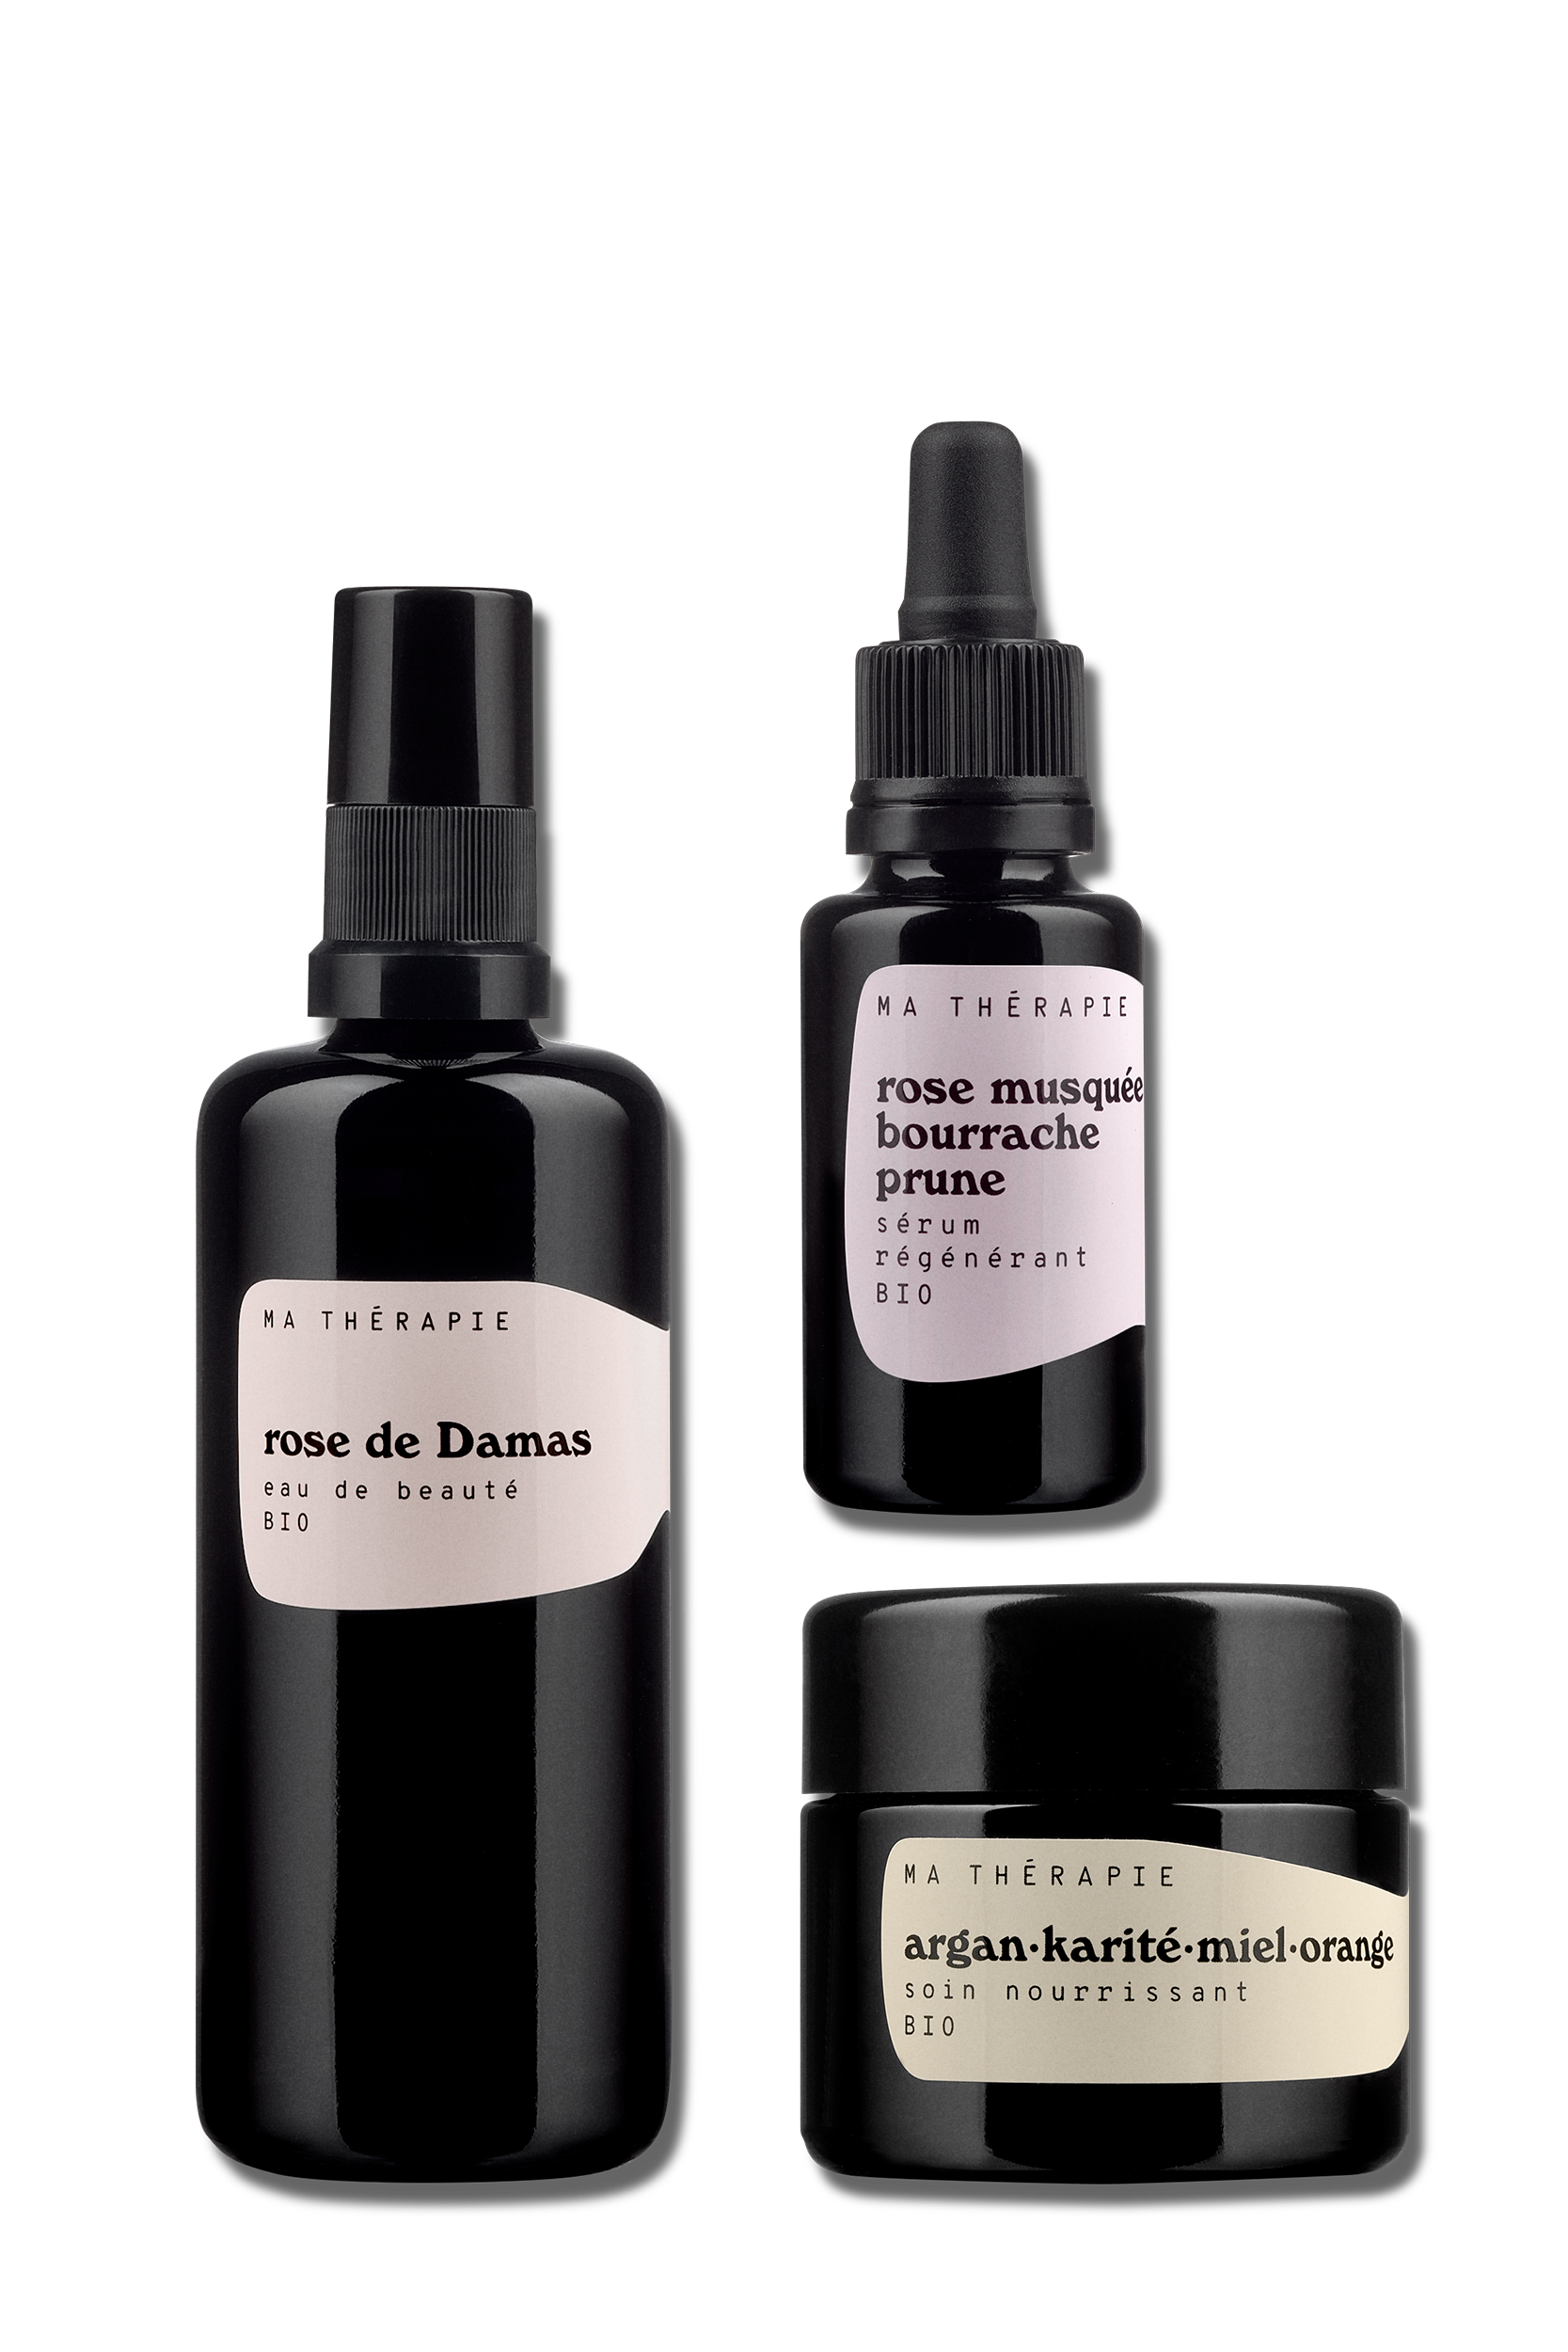 MA THÉRAPIE
rose de Damas
eau de beauté
BIO
MA THÉRAPIE
rose musquée
bourrache
prune
sérum
régénérant
BIO
MA THÉRAPIE
argan·karité·miel·orange
soin nourrissant
BIO